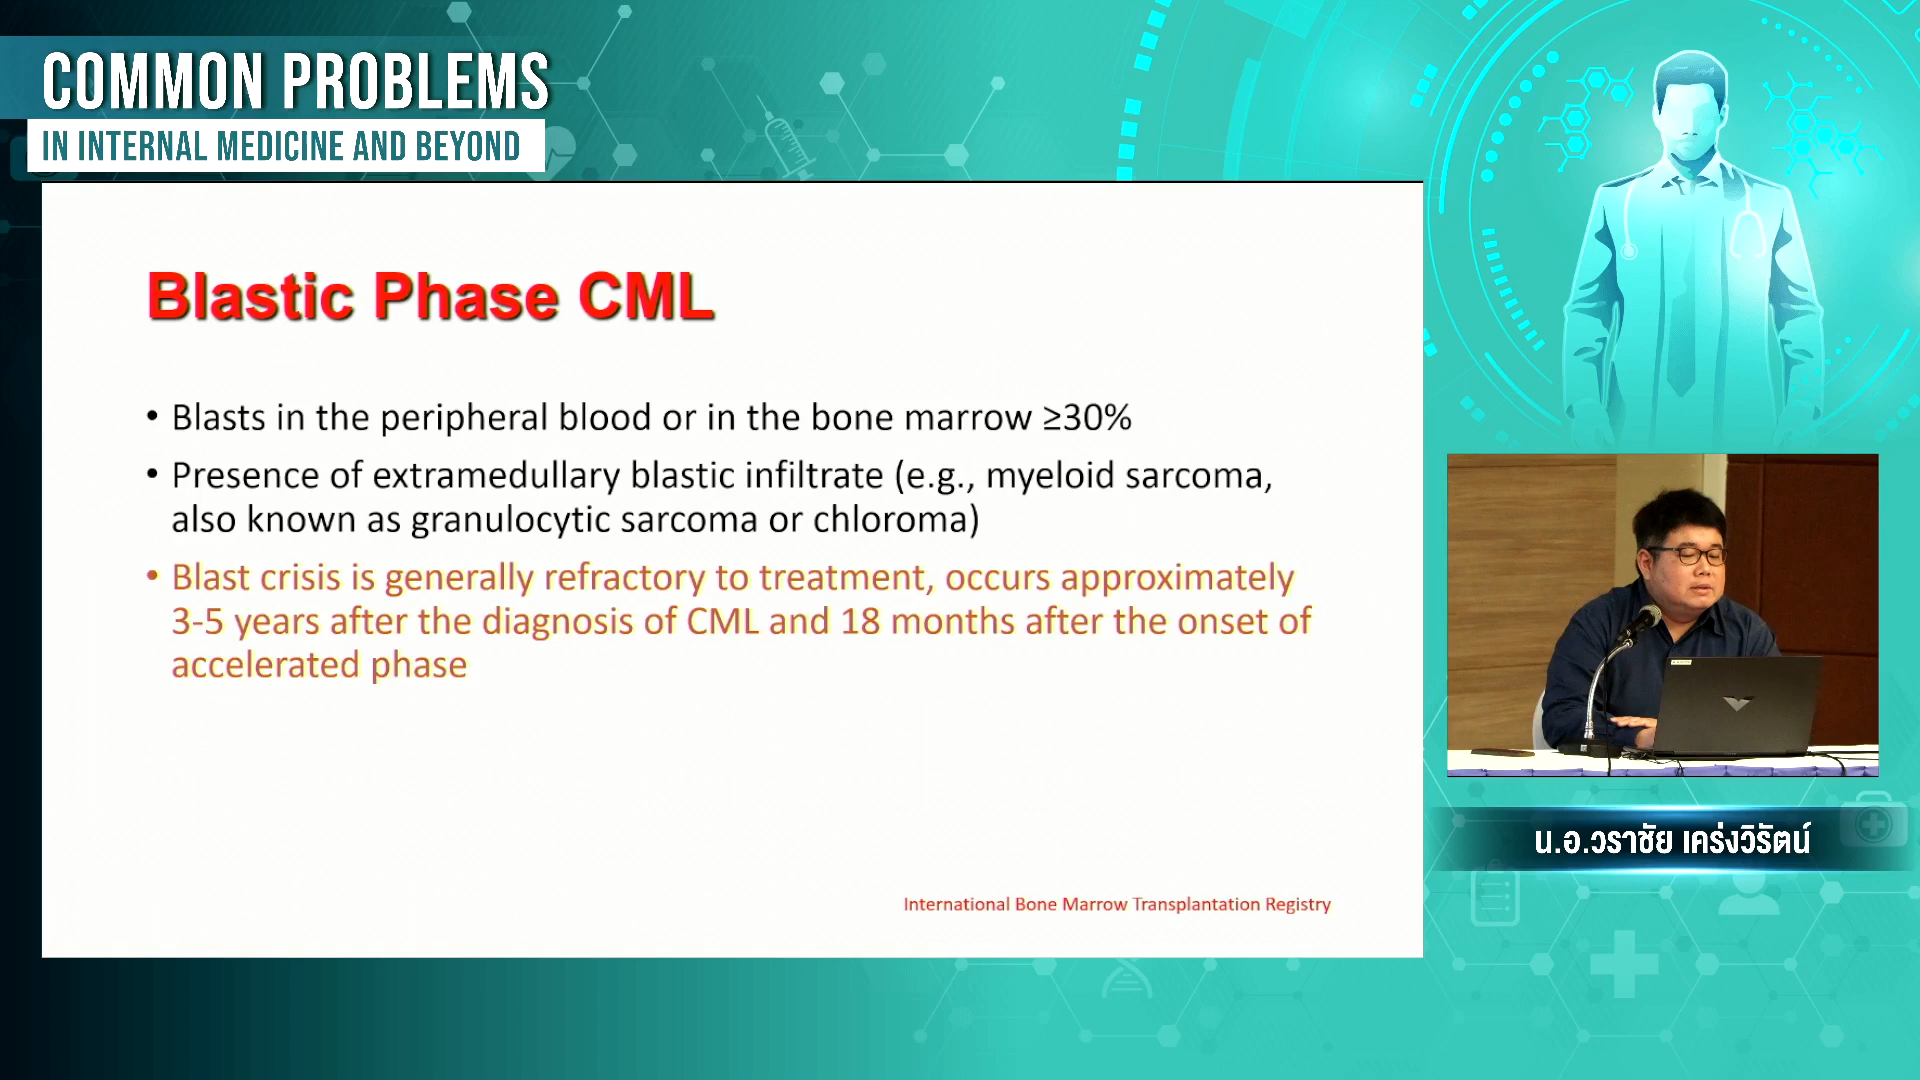 COMMON PROBLEMS
IN INTERNAL MEDICINE AND BEYOND
Blastic Phase CML
• Blasts in the peripheral blood or in the bone marrow ≥30%
• Presence of extramedullary blastic infiltrate (e.g., myeloid sarcoma,
also known as granulocytic sarcoma or chloroma)
• Blast crisis is generally refractory to treatment, occurs approximately
3-5 years after the diagnosis of CML and 18 months after the onset of
accelerated phase
International Bone Marrow Transplantation Registry
น.อ.วราชัย เคร่งวิรัตน์